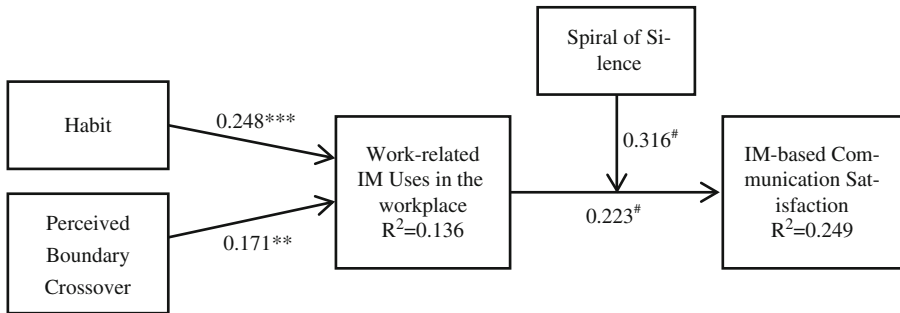 Spiral of Si-
lence
Habit
0.248***
0.316#
Work-related
IM Uses in the
workplace
R²=0.136
IM-based Com-
munication Sat-
isfaction
R²=0.249
0.223#
Perceived
Boundary
Crossover
0.171**